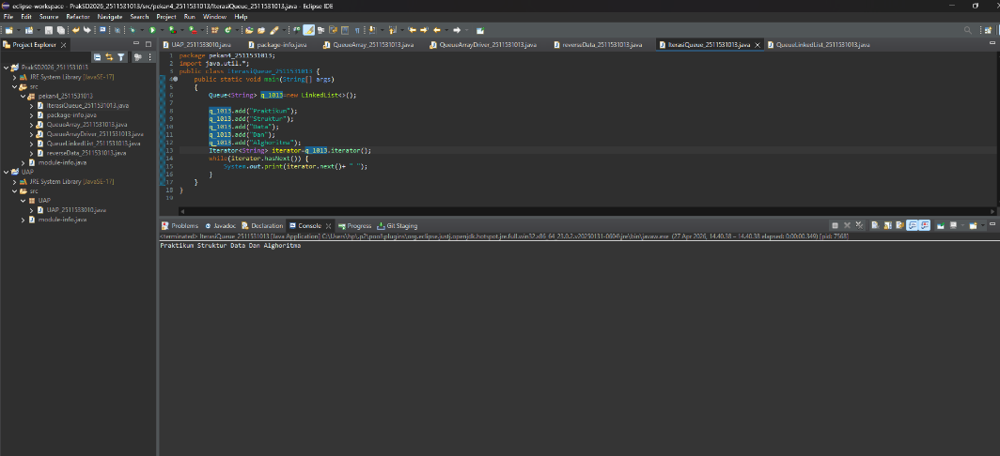 eclipse-workspace - PrakSD2026_2511531013/src/pekan4_2511531013/IterasiQueue_2511531013.java - Eclipse IDE
File Edit Source Refactor Navigate Search Project Run Window Help
Project Explorer
UAP_2511533010.java package-info.java QueueArray_2511531013.java QueueArrayDriver_2511531013.java reverseData_2511531013.java IterasiQueue_2511531013.java QueueLinkedList_2511531013.java
PrakSD2026_2511531013
JRE System Library [JavaSE-17]
src
pekan4_2511531013
IterasiQueue_2511531013.java
package-info.java
QueueArray_2511531013.java
QueueArrayDriver_2511531013.java
QueueLinkedList_2511531013.java
reverseData_2511531013.java
module-info.java
UAP
JRE System Library [JavaSE-17]
src
UAP
UAP_2511533010.java
module-info.java
1 package pekan4_2511531013;
2 import java.util.*;
3 public class IterasiQueue_2511531013 {
4 public static void main(String[] args)
5 {
6 Queue<String> q_1013=new LinkedList<>();
7
8 q_1013.add("Praktikum");
9 q_1013.add("Struktur");
10 q_1013.add("Data");
11 q_1013.add("Dan");
12 q_1013.add("Alghoritma");
13 Iterator<String> iterator=q_1013.iterator();
14 while(iterator.hasNext()) {
15 System.out.print(iterator.next()+ " ");
16 }
17 }
18 }
19
Problems Javadoc Declaration Console Progress Git Staging
<terminated> IterasiQueue_2511531013 [Java Application] C:\Users\hp\.p2\pool\plugins\org.eclipse.justj.openjdk.hotspot.jre.full.win32.x86_64_23.0.2.v20250131-0604\jre\bin\javaw.exe (27 Apr 2026, 14.40.38 – 14.40.38 elapsed: 0:00:00.349) [pid: 7568]
Praktikum Struktur Data Dan Alghoritma